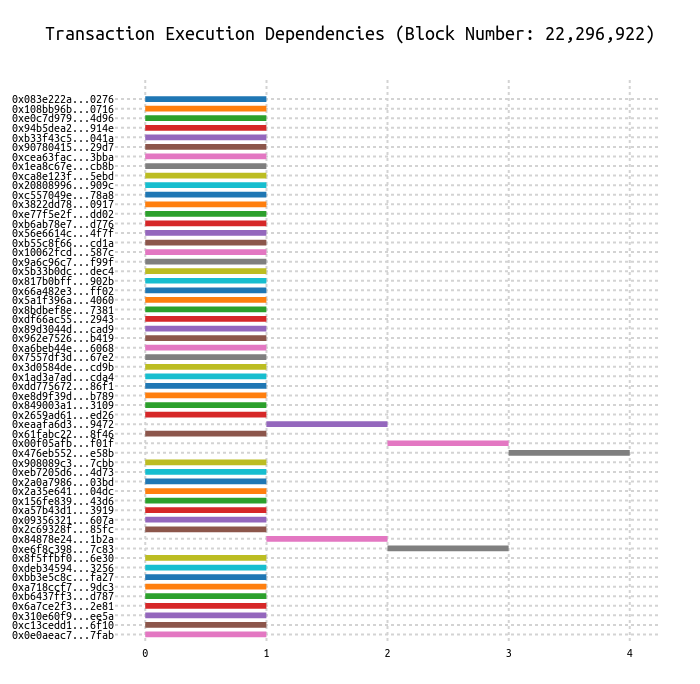 Transaction Execution Dependencies (Block Number: 22,296,922)
0x083e222a...0276
0x108bb96b...0716
0xe0c7d979...4d96
0x94b5dea2...914e
0xb33f43c5...041a
0x90780415...29d7
0xcea63fac...3bba
0x1ea8c67e...cb8b
0xca8e123f...5ebd
0x20808996...909c
0xc557049e...78a8
0x3822dd78...0917
0xe77f5e2f...dd02
0xb6ab78e7...d776
0x56e6614c...4f7f
0xb55c8f66...cd1a
0x10062fcd...587c
0x9a6c96c7...f99f
0x5b33b0dc...dec4
0x817b0bff...902b
0x66a482e3...ff02
0x5a1f396a...4060
0x8bdbef8e...7381
0xdf66ac55...2943
0x89d3044d...cad9
0x962e7526...b419
0xa6beb44e...6068
0x7557df3d...67e2
0x3d0584de...cd9b
0x1ad3a7ad...cda4
0xdd775672...86f1
0xe8d9f39d...b789
0x849003a1...3109
0x2659ad61...ed26
0xeaafa6d3...9472
0x61fabc22...8f46
0x00f05afb...f01f
0x476eb552...e58b
0x908089c3...7cbb
0xeb7205d6...4d73
0x2a0a7986...03bd
0x2a35e641...04dc
0x156fe839...43d6
0xa57b43d1...3919
0x09356321...607a
0x2c69328f...85fc
0x84878e24...1b2a
0xe6f8c398...7c83
0x8f5ffbf0...6e30
0xdeb34594...3256
0xbb3e5c8c...fa27
0xa718ccf7...9dc3
0xb6437ff3...d787
0x6a7ce2f3...2e81
0x310e60f9...ee5a
0xc13cedd1...6f10
0x0e0aeac7...7fab
0 1 2 3 4